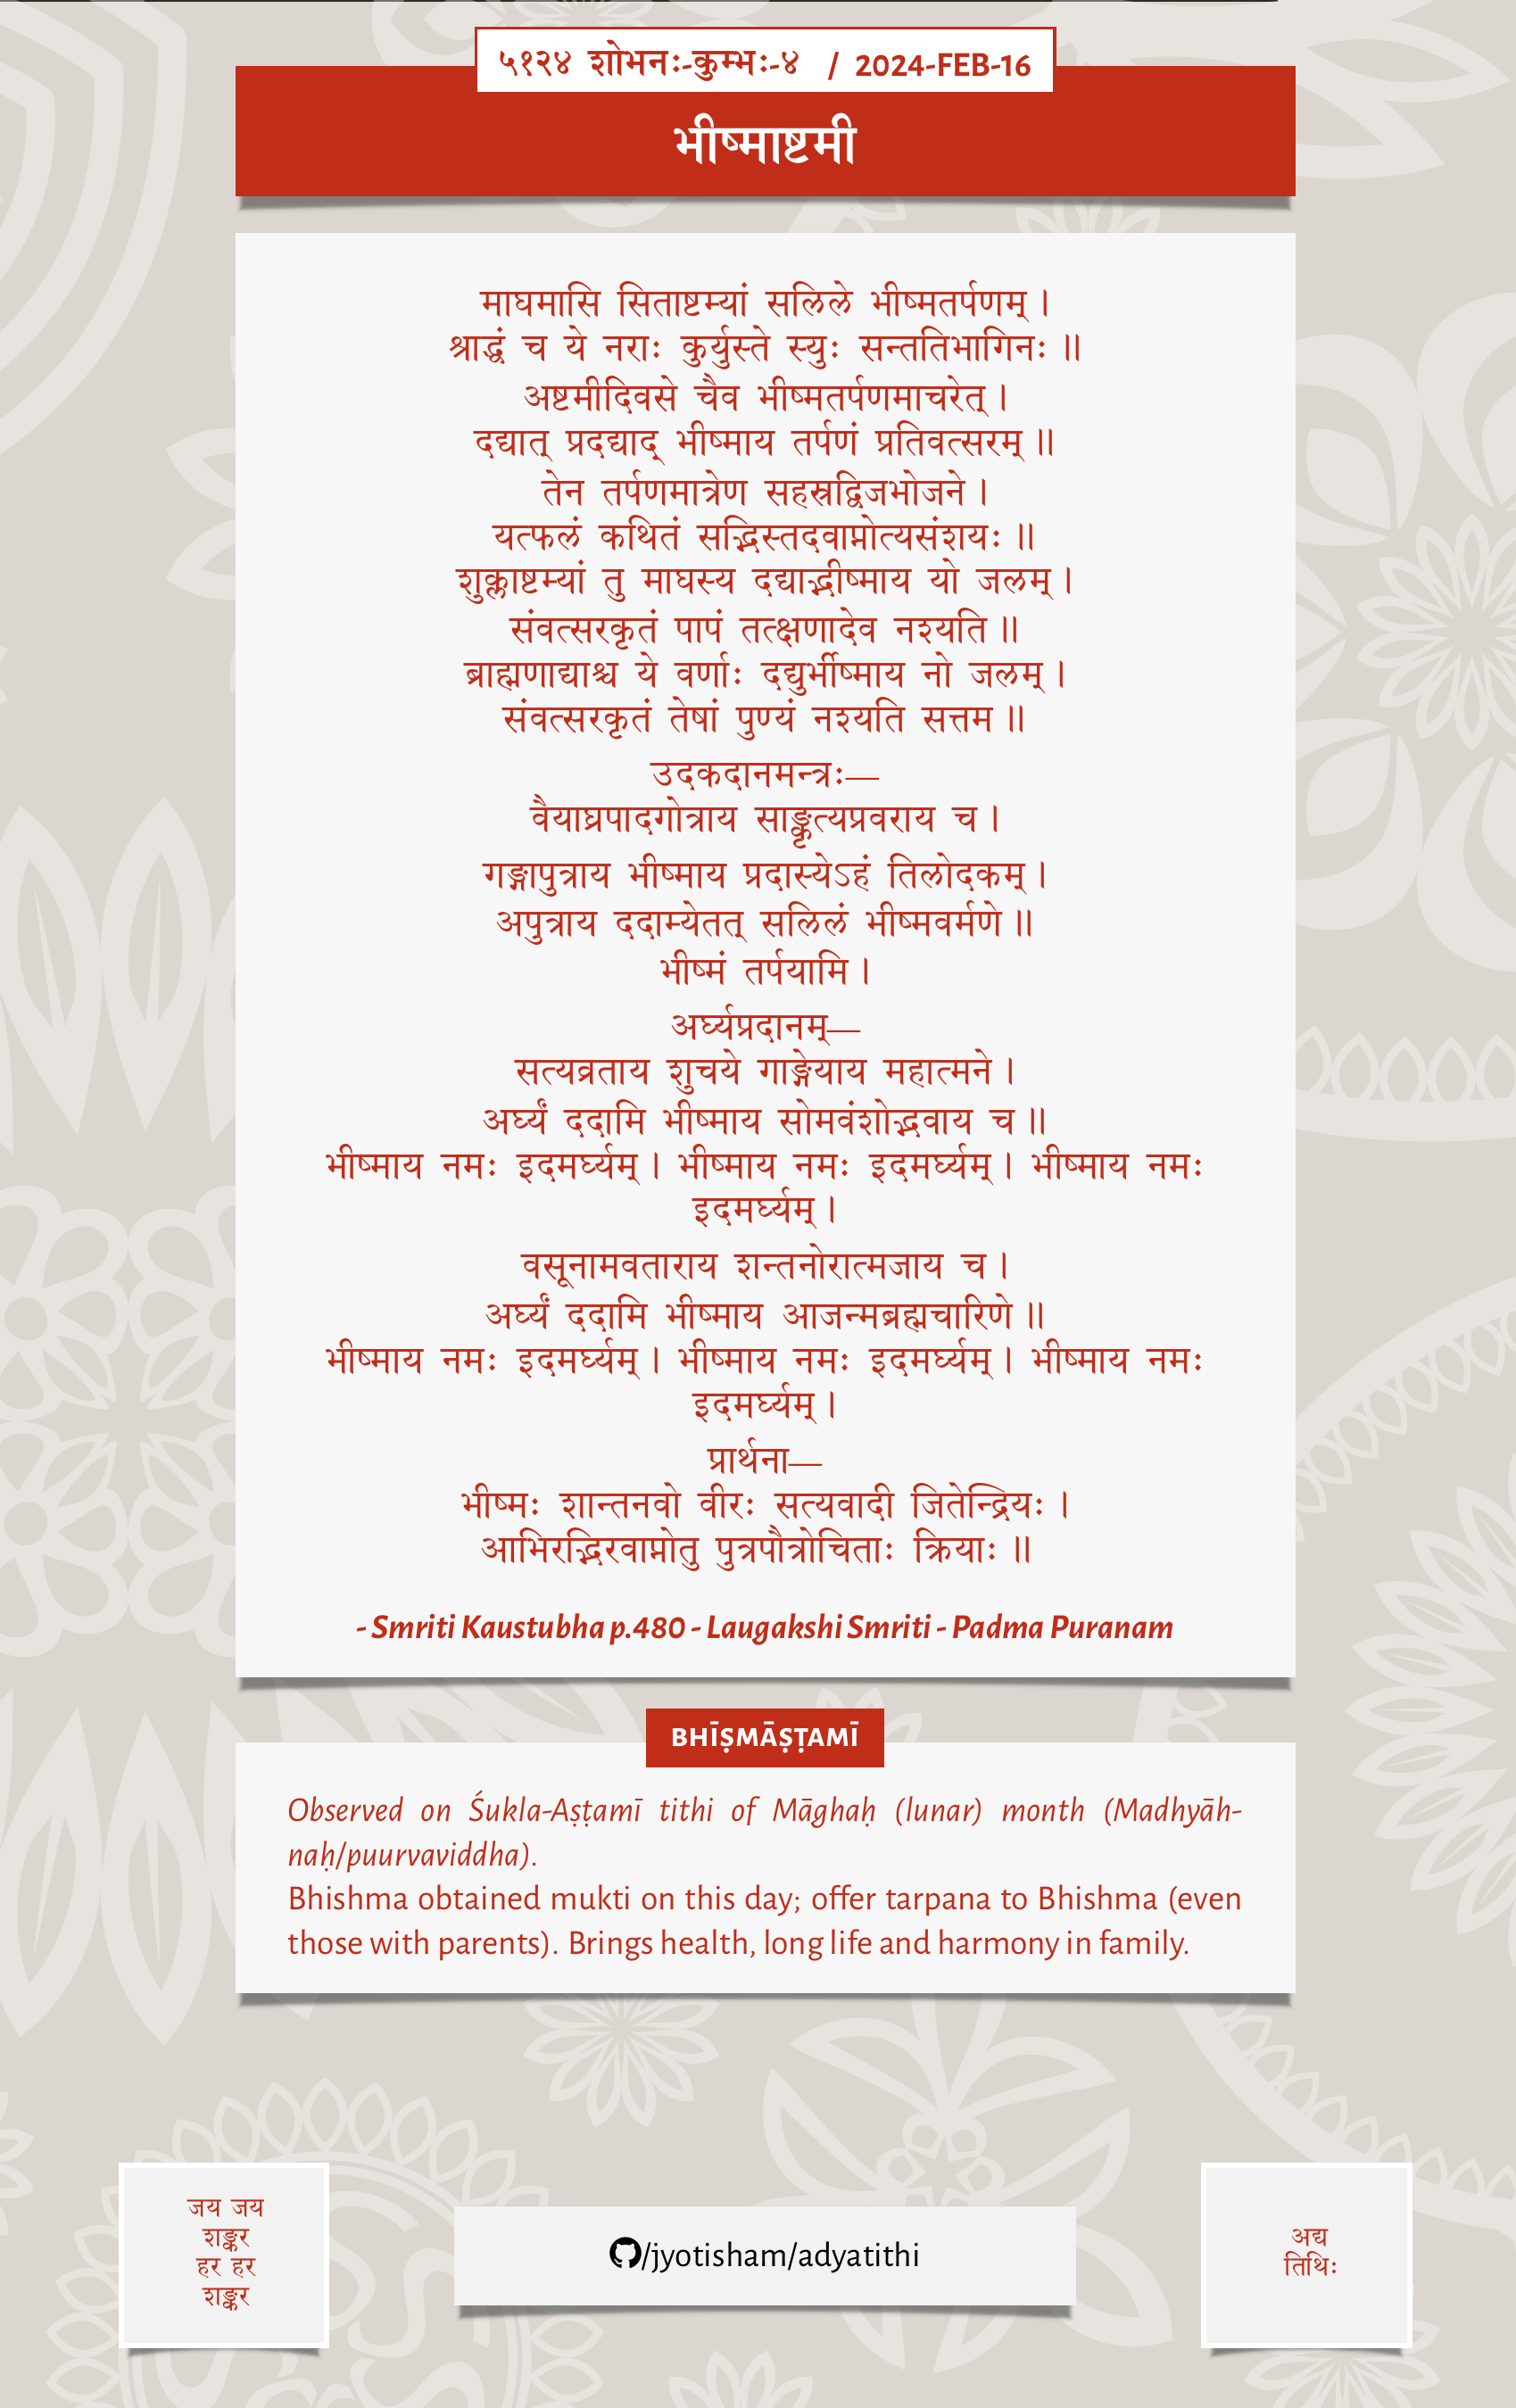 ५१२४ शोभनः-कुम्भः-४ / 2024-FEB-16
भीष्माष्टमी
माघमासि सिताष्टम्यां सलिले भीष्मतर्पणम्।
श्राद्धं च ये नराः कुर्युस्ते स्युः सन्ततिभागिनः॥
अष्टमीदिवसे चैव भीष्मतर्पणमाचरेत्।
दद्यात् प्रदद्याद् भीष्माय तर्पणं प्रतिवत्सरम्॥
तेन तर्पणमात्रेण सहस्रद्विजभोजने।
यत्फलं कथितं सद्भिस्तदवाप्नोत्यसंशयः॥
शुक्लाष्टम्यां तु माघस्य दद्याद्भीष्माय यो जलम्।
संवत्सरकृतं पापं तत्क्षणादेव नश्यति॥
ब्राह्मणाद्याश्च ये वर्णाः दद्युर्भीष्माय नो जलम्।
संवत्सरकृतं तेषां पुण्यं नश्यति सत्तम॥
उदकदानमन्त्रः—
वैयाघ्रपादगोत्राय साङ्कृत्यप्रवराय च।
गङ्गापुत्राय भीष्माय प्रदास्येऽहं तिलोदकम्।
अपुत्राय ददाम्येतत् सलिलं भीष्मवर्मणे॥
भीष्मं तर्पयामि।
अर्घ्यप्रदानम्—
सत्यव्रताय शुचये गाङ्गेयाय महात्मने।
अर्घ्यं ददामि भीष्माय सोमवंशोद्भवाय च॥
भीष्माय नमः इदमर्घ्यम्। भीष्माय नमः इदमर्घ्यम्। भीष्माय नमः
इदमर्घ्यम्।
वसूनामवताराय शन्तनोरात्मजाय च।
अर्घ्यं ददामि भीष्माय आजन्मब्रह्मचारिणे॥
भीष्माय नमः इदमर्घ्यम्। भीष्माय नमः इदमर्घ्यम्। भीष्माय नमः
इदमर्घ्यम्।
प्रार्थना—
भीष्मः शान्तनवो वीरः सत्यवादी जितेन्द्रियः।
आभिरद्भिरवाप्नोतु पुत्रपौत्रोचिताः क्रियाः॥
- Smriti Kaustubha p.480 - Laugakshi Smriti - Padma Puranam
BHĪṢMĀṢṬAMĪ
Observed on Śukla-Aṣṭamī tithi of Māghaḥ (lunar) month (Madhyāh-
naḥ/puurvaviddha).
Bhishma obtained mukti on this day; offer tarpana to Bhishma (even
those with parents). Brings health, long life and harmony in family.
जय जय
शङ्कर
हर हर
शङ्कर
/jyotisham/adyatithi
अद्य
तिथिः